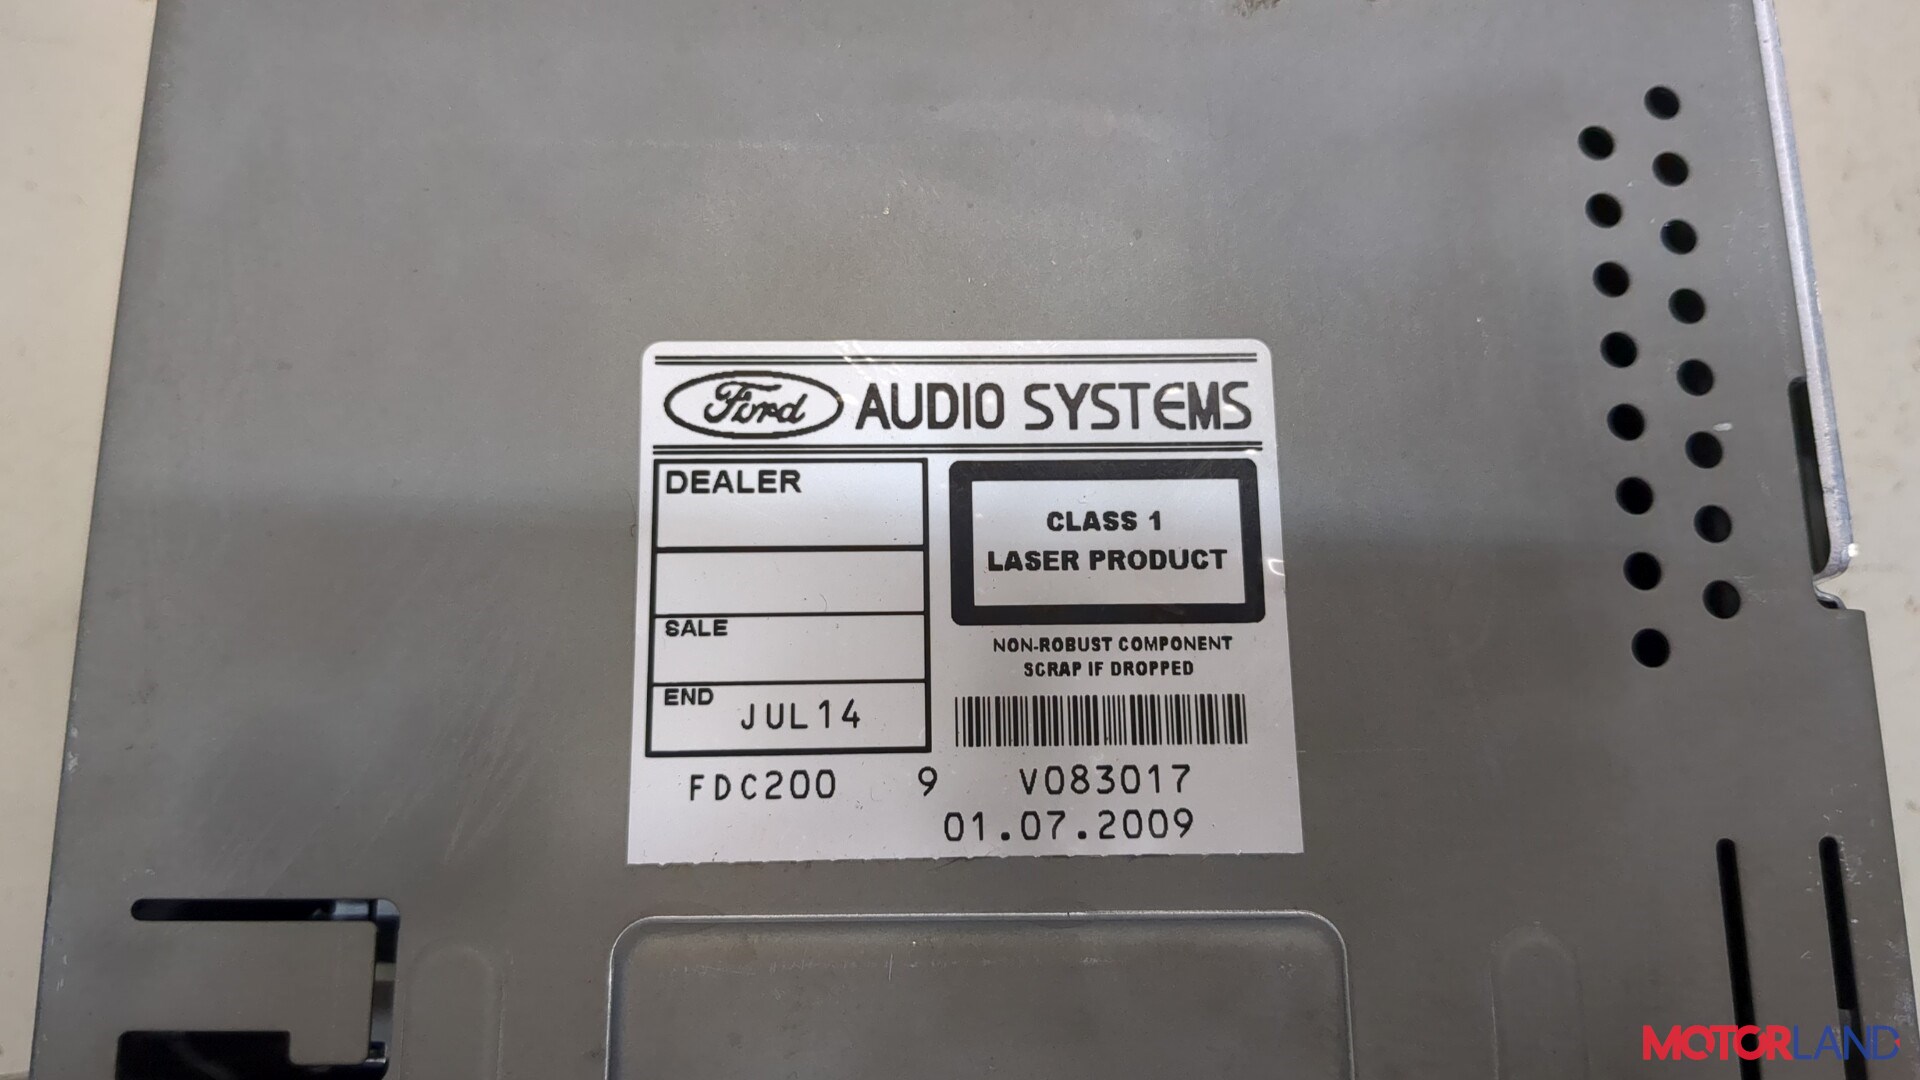 Ford AUDIO SYSTEMS
DEALER
SALE
END JUL14
CLASS 1
LASER PRODUCT
NON-ROBUST COMPONENT
SCRAP IF DROPPED
FDC200 9 V083017
01.07.2009
MOTORLAND